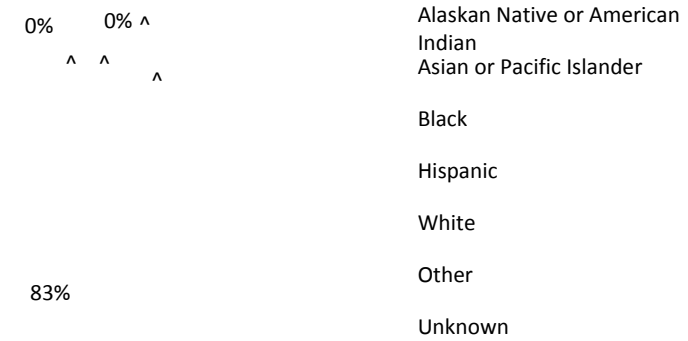 0%
0% ^
^ ^
^
83%
Alaskan Native or American
Indian
Asian or Pacific Islander
Black
Hispanic
White
Other
Unknown